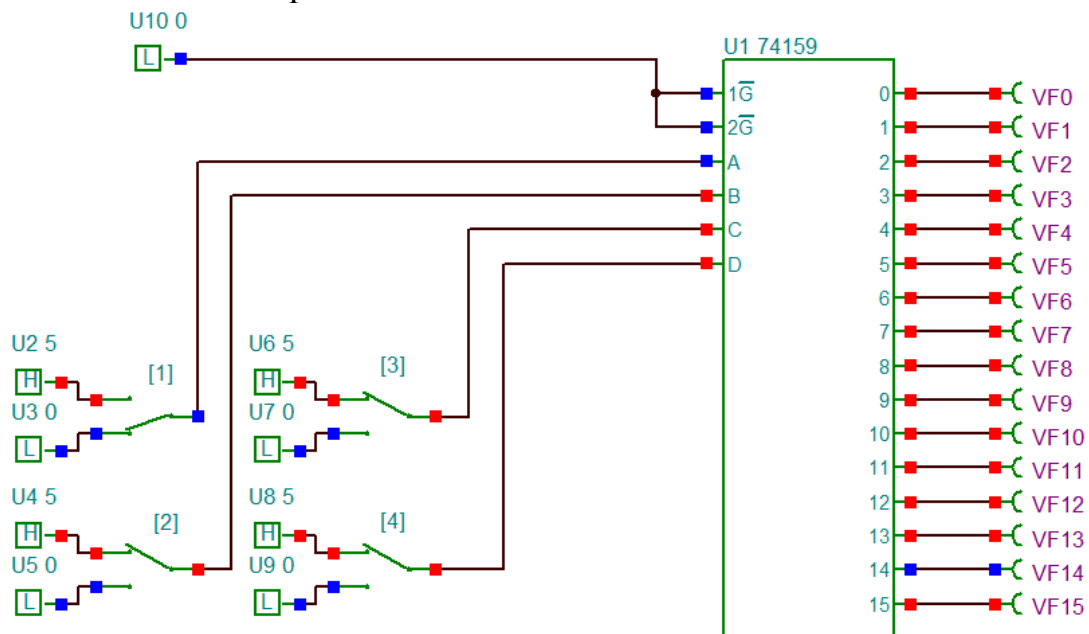 U10 0
L
U1 74159
1G̅
2G̅
A
B
C
D
0
1
2
3
4
5
6
7
8
9
10
11
12
13
14
15
VF0
VF1
VF2
VF3
VF4
VF5
VF6
VF7
VF8
VF9
VF10
VF11
VF12
VF13
VF14
VF15
U2 5
H
[1]
U3 0
L
U6 5
H
[3]
U7 0
L
U4 5
H
[2]
U5 0
L
U8 5
H
[4]
U9 0
L